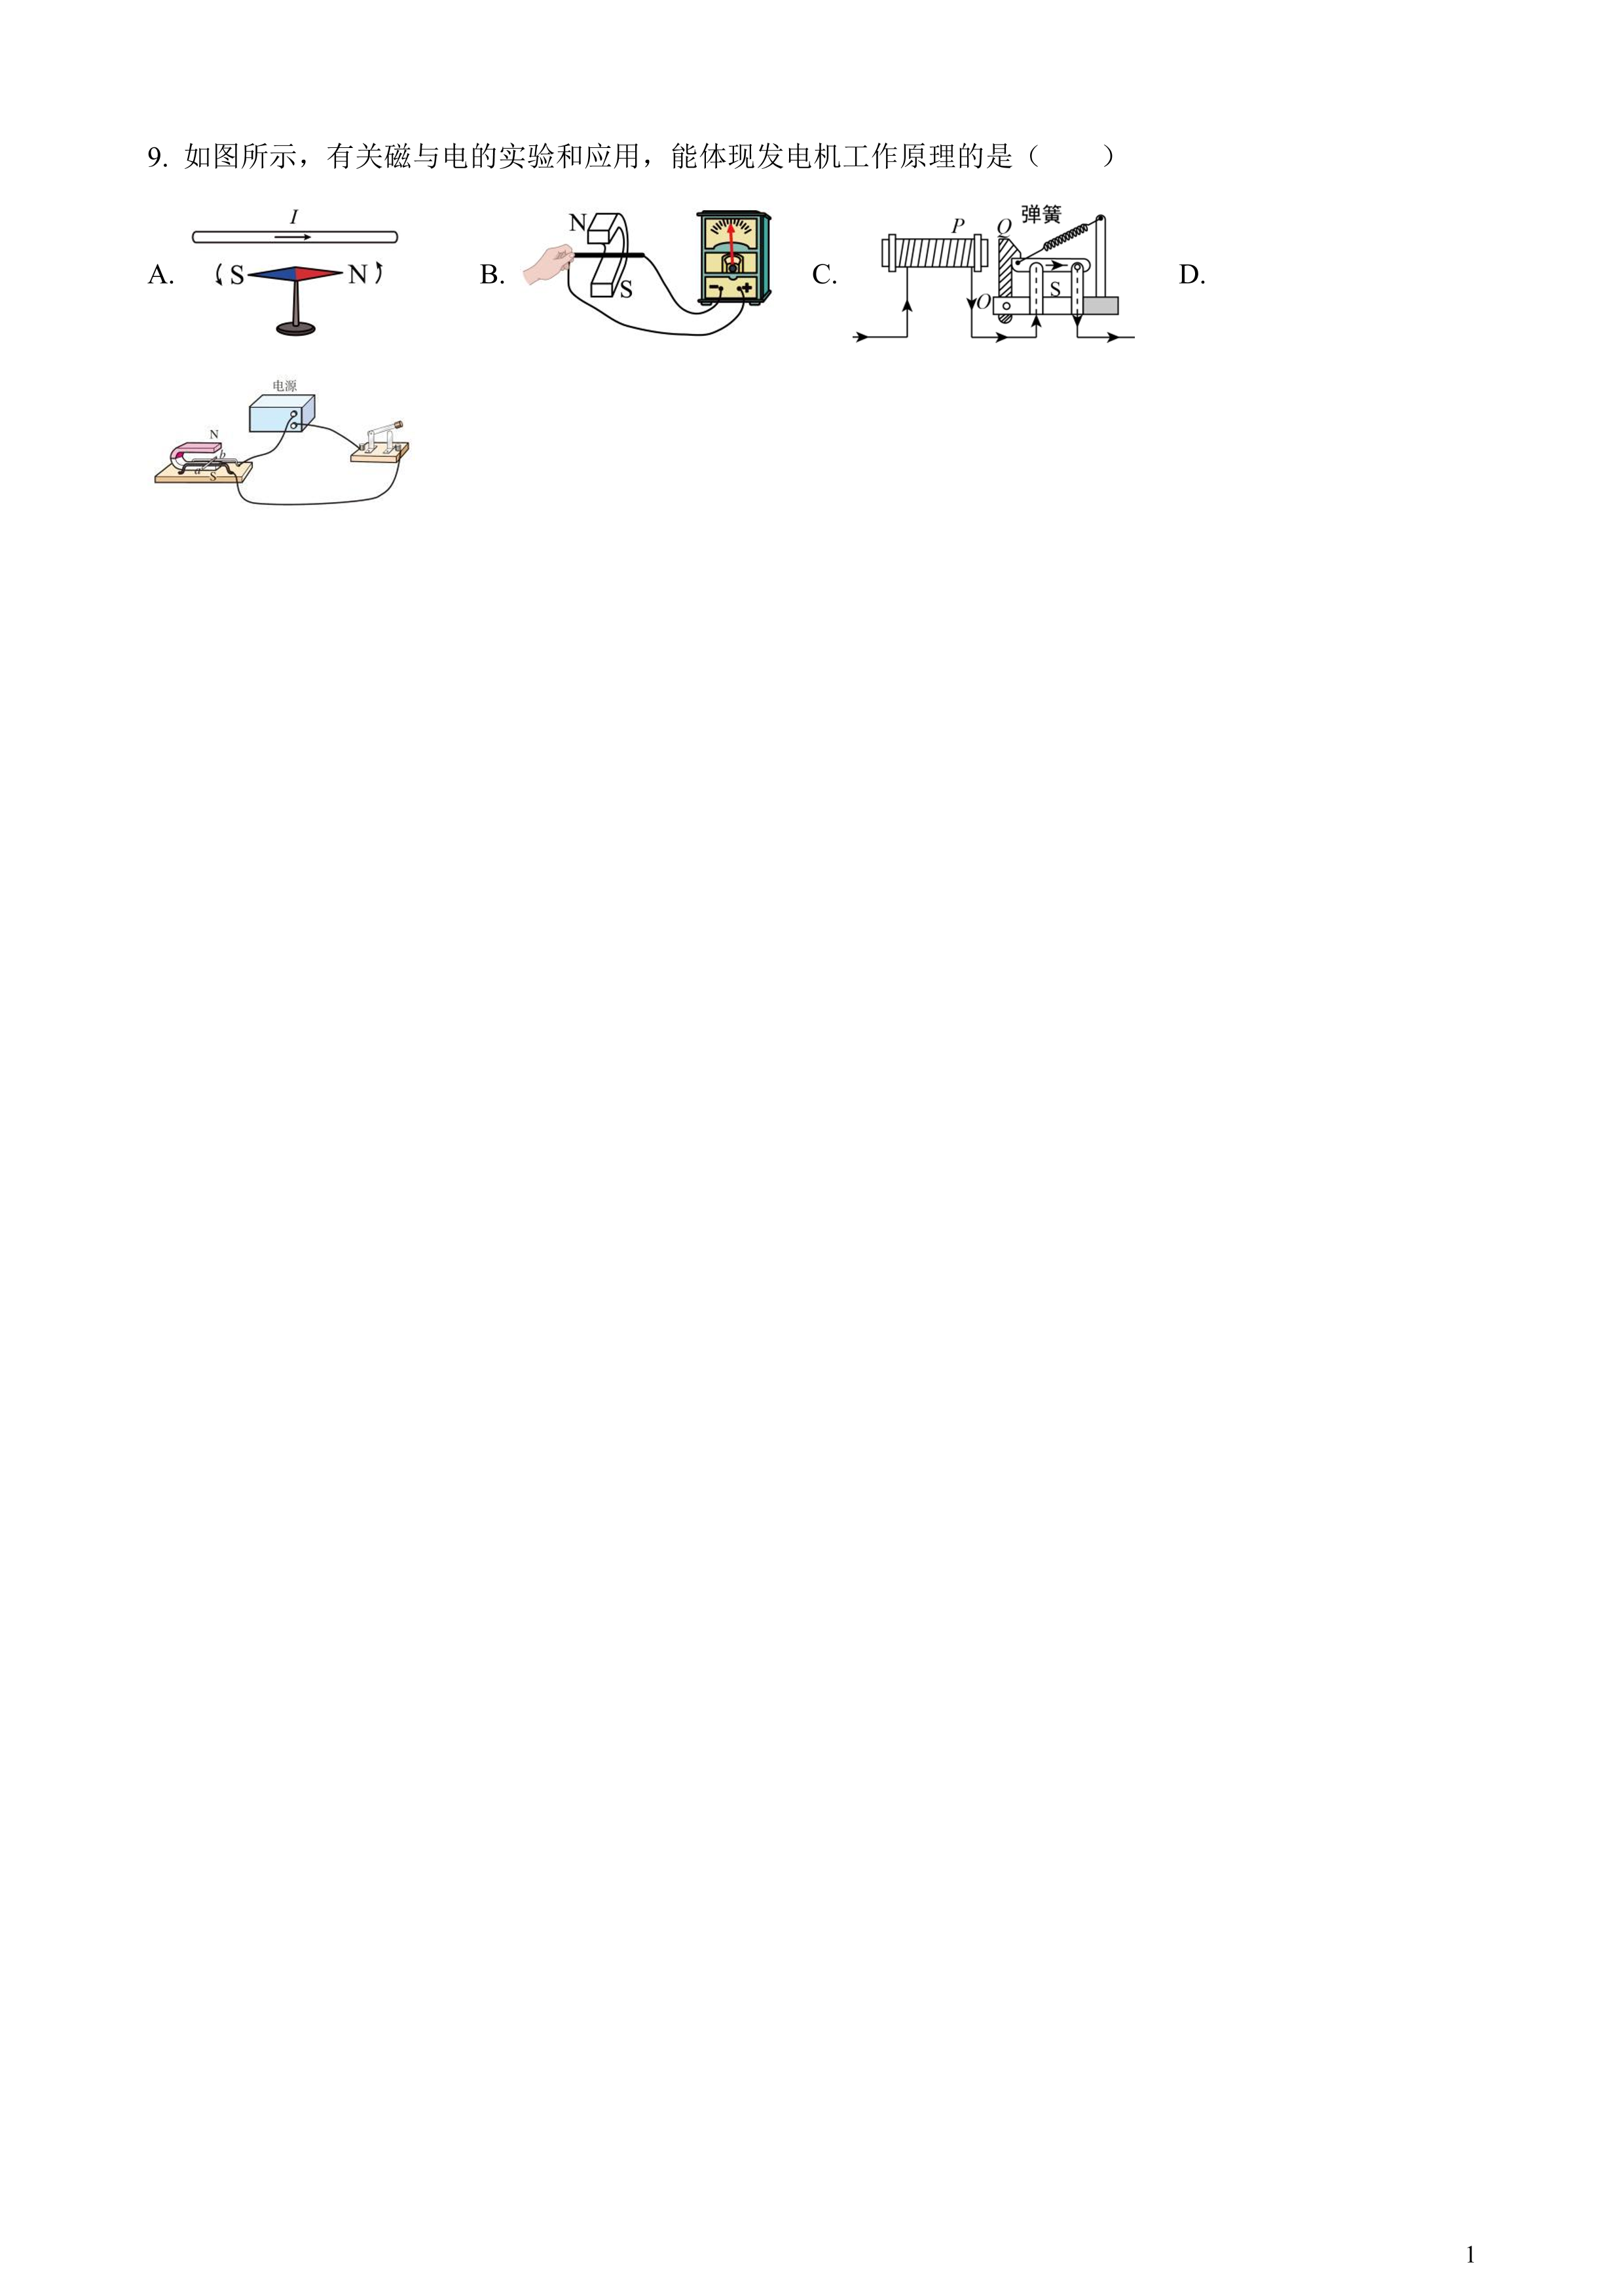 9. 如图所示，有关磁与电的实验和应用，能体现发电机工作原理的是（　　）
A.
I
S
N
B.
N
S
- +
C.
P
O
弹簧
O
S
D.
电源
N
a
b
S
1